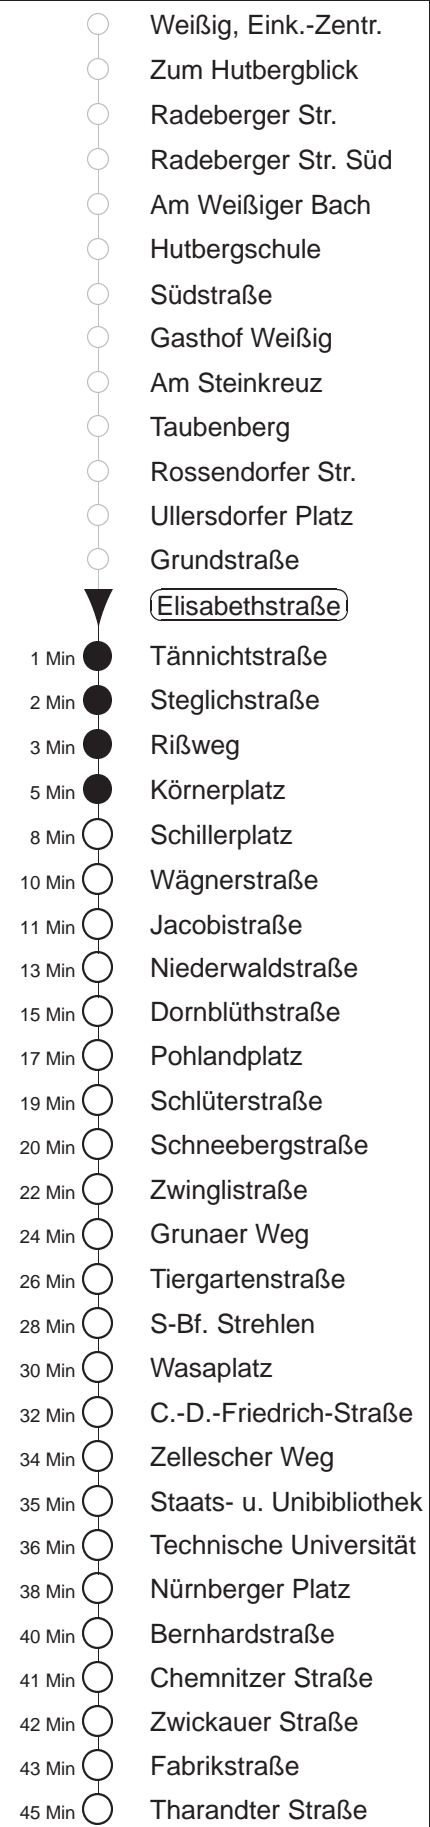 Weißig, Eink.-Zentr.
Zum Hutbergblick
Radeberger Str.
Radeberger Str. Süd
Am Weißiger Bach
Hutbergschule
Südstraße
Gasthof Weißig
Am Steinkreuz
Taubenberg
Rossendorfer Str.
Ullersdorfer Platz
Grundstraße
Elisabethstraße
1 Min Tännichtstraße
2 Min Steglichstraße
3 Min Rißweg
5 Min Körnerplatz
8 Min Schillerplatz
10 Min Wägnerstraße
11 Min Jacobistraße
13 Min Niederwaldstraße
15 Min Dornblüthstraße
17 Min Pohlandplatz
19 Min Schlüterstraße
20 Min Schneebergstraße
22 Min Zwinglistraße
24 Min Grunaer Weg
26 Min Tiergartenstraße
28 Min S-Bf. Strehlen
30 Min Wasaplatz
32 Min C.-D.-Friedrich-Straße
34 Min Zellescher Weg
35 Min Staats- u. Unibibliothek
36 Min Technische Universität
38 Min Nürnberger Platz
40 Min Bernhardstraße
41 Min Chemnitzer Straße
42 Min Zwickauer Straße
43 Min Fabrikstraße
45 Min Tharandter Straße